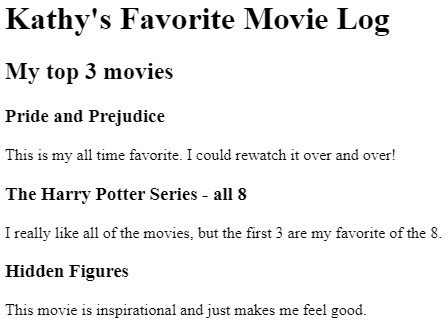 Kathy's Favorite Movie Log
My top 3 movies
Pride and Prejudice
This is my all time favorite. I could rewatch it over and over!
The Harry Potter Series - all 8
I really like all of the movies, but the first 3 are my favorite of the 8.
Hidden Figures
This movie is inspirational and just makes me feel good.